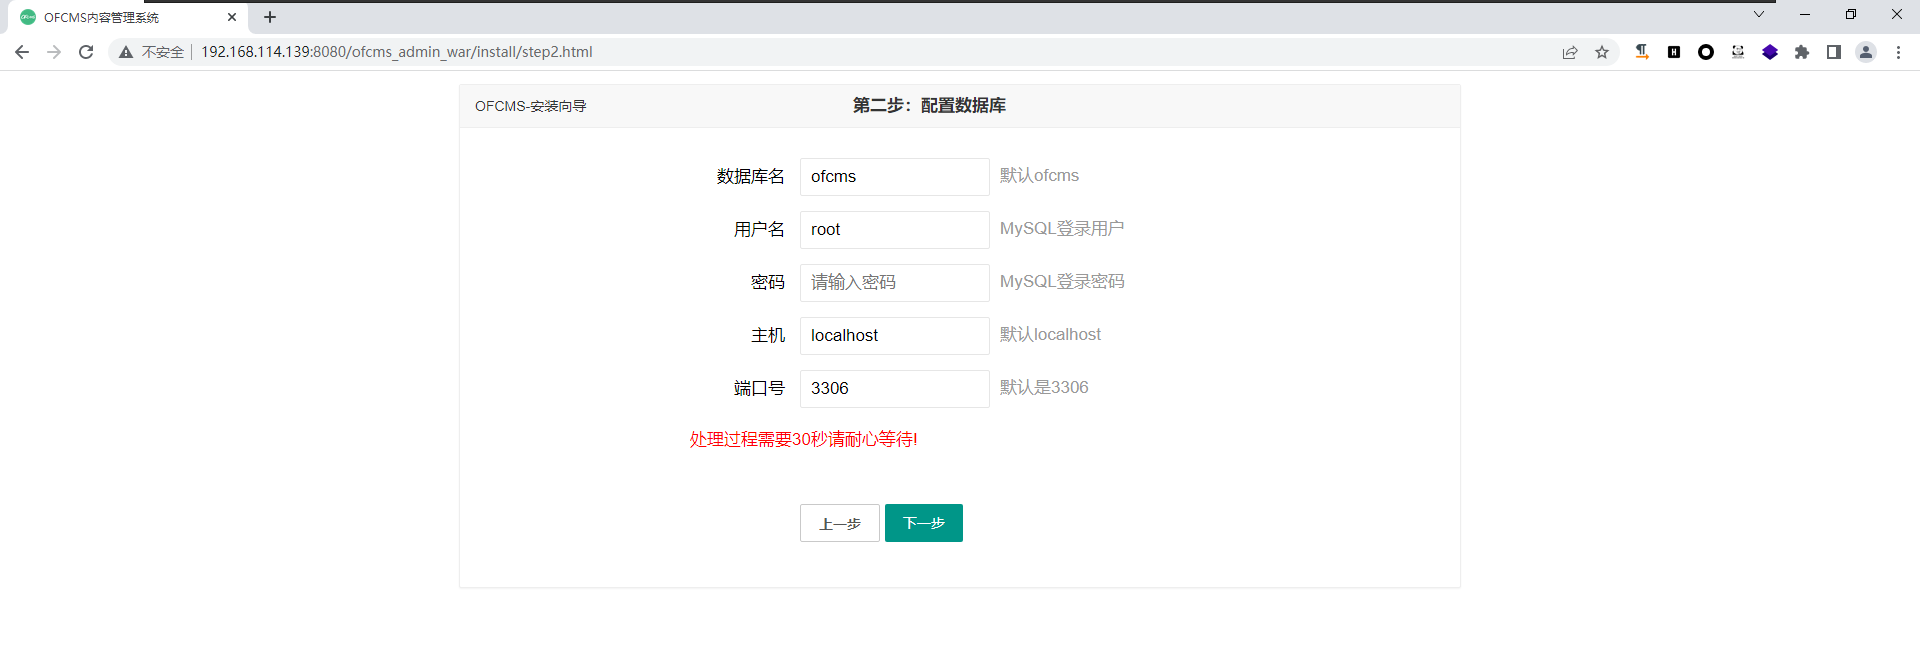 OFCMS内容管理系统
不安全 192.168.114.139:8080/ofcms_admin_war/install/step2.html
OFCMS-安装向导 第二步：配置数据库
数据库名 ofcms 默认ofcms
用户名 root MySQL登录用户
密码 请输入密码 MySQL登录密码
主机 localhost 默认localhost
端口号 3306 默认是3306
处理过程需要30秒请耐心等待!
上一步 下一步